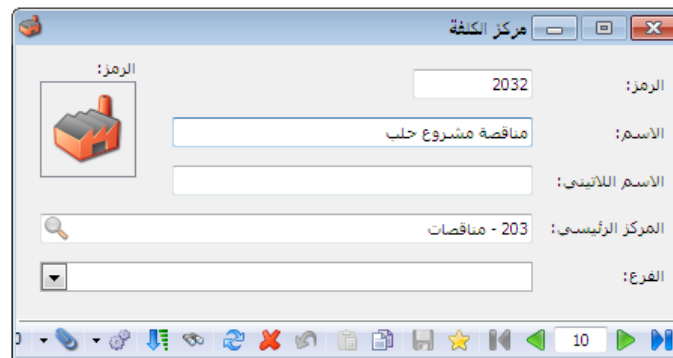 مركز الكلفة
الرمز:
الرمز: 2032
الاسم: مناقصة مشروع حلب
الاسم اللاتيني:
المركز الرئيسي: 203 - مناقصات
الفرع:
10